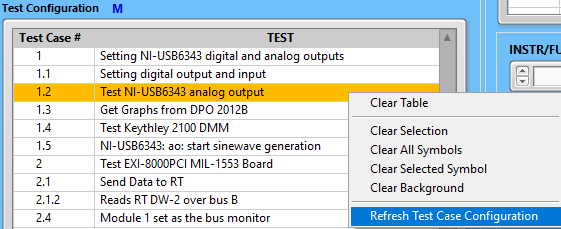 Test Configuration M
Test Case # TEST
1 Setting NI-USB6343 digital and analog outputs
1.1 Setting digital output and input
1.2 Test NI-USB6343 analog output
1.3 Get Graphs from DPO 2012B
1.4 Test Keythley 2100 DMM
1.5 NI-USB6343: ao: start sinewave generation
2 Test EXI-8000PCI MIL-1553 Board
2.1 Send Data to RT
2.1.2 Reads RT DW-2 over bus B
2.4 Module 1 set as the bus monitor
INSTR/FU
Clear Table
Clear Selection
Clear All Symbols
Clear Selected Symbol
Clear Background
Refresh Test Case Configuration